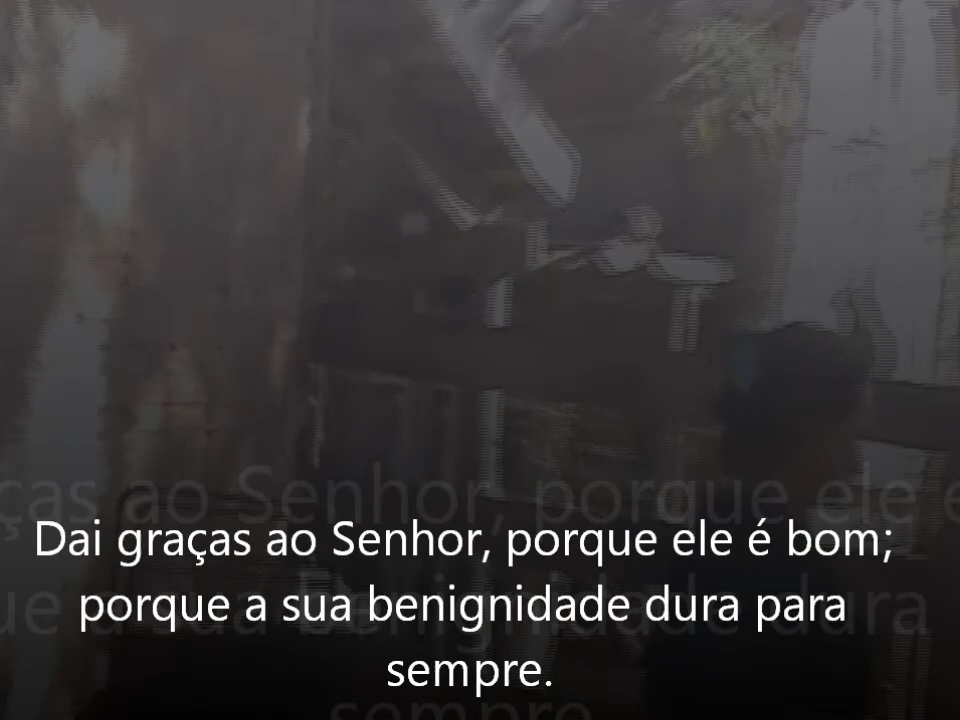 Dai graças ao Senhor, porque ele é bom;
porque a sua benignidade dura para
sempre.